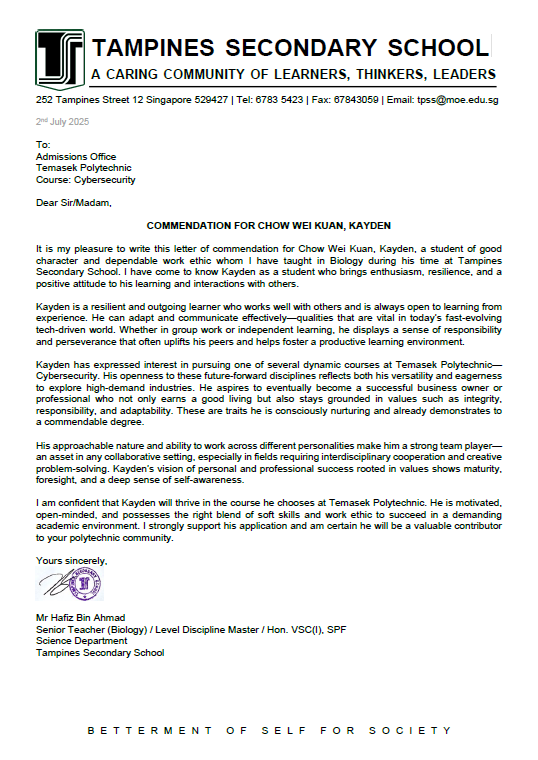 TAMPINES SECONDARY SCHOOL
A CARING COMMUNITY OF LEARNERS, THINKERS, LEADERS
252 Tampines Street 12 Singapore 529427 | Tel: 6783 5423 | Fax: 67843059 | Email: tpss@moe.edu.sg
2nd July 2025
To:
Admissions Office
Temasek Polytechnic
Course: Cybersecurity
Dear Sir/Madam,
COMMENDATION FOR CHOW WEI KUAN, KAYDEN
It is my pleasure to write this letter of commendation for Chow Wei Kuan, Kayden, a student of good
character and dependable work ethic whom I have taught in Biology during his time at Tampines
Secondary School. I have come to know Kayden as a student who brings enthusiasm, resilience, and a
positive attitude to his learning and interactions with others.
Kayden is a resilient and outgoing learner who works well with others and is always open to learning from
experience. He can adapt and communicate effectively—qualities that are vital in today's fast-evolving
tech-driven world. Whether in group work or independent learning, he displays a sense of responsibility
and perseverance that often uplifts his peers and helps foster a productive learning environment.
Kayden has expressed interest in pursuing one of several dynamic courses at Temasek Polytechnic—
Cybersecurity. His openness to these future-forward disciplines reflects both his versatility and eagerness
to explore high-demand industries. He aspires to eventually become a successful business owner or
professional who not only earns a good living but also stays grounded in values such as integrity,
responsibility, and adaptability. These are traits he is consciously nurturing and already demonstrates to
a commendable degree.
His approachable nature and ability to work across different personalities make him a strong team player—
an asset in any collaborative setting, especially in fields requiring interdisciplinary cooperation and creative
problem-solving. Kayden's vision of personal and professional success rooted in values shows maturity,
foresight, and a deep sense of self-awareness.
I am confident that Kayden will thrive in the course he chooses at Temasek Polytechnic. He is motivated,
open-minded, and possesses the right blend of soft skills and work ethic to succeed in a demanding
academic environment. I strongly support his application and am certain he will be a valuable contributor
to your polytechnic community.
Yours sincerely,
Mr Hafiz Bin Ahmad
Senior Teacher (Biology) / Level Discipline Master / Hon. VSC(I), SPF
Science Department
Tampines Secondary School
BETTERMENT OF SELF FOR SOCIETY